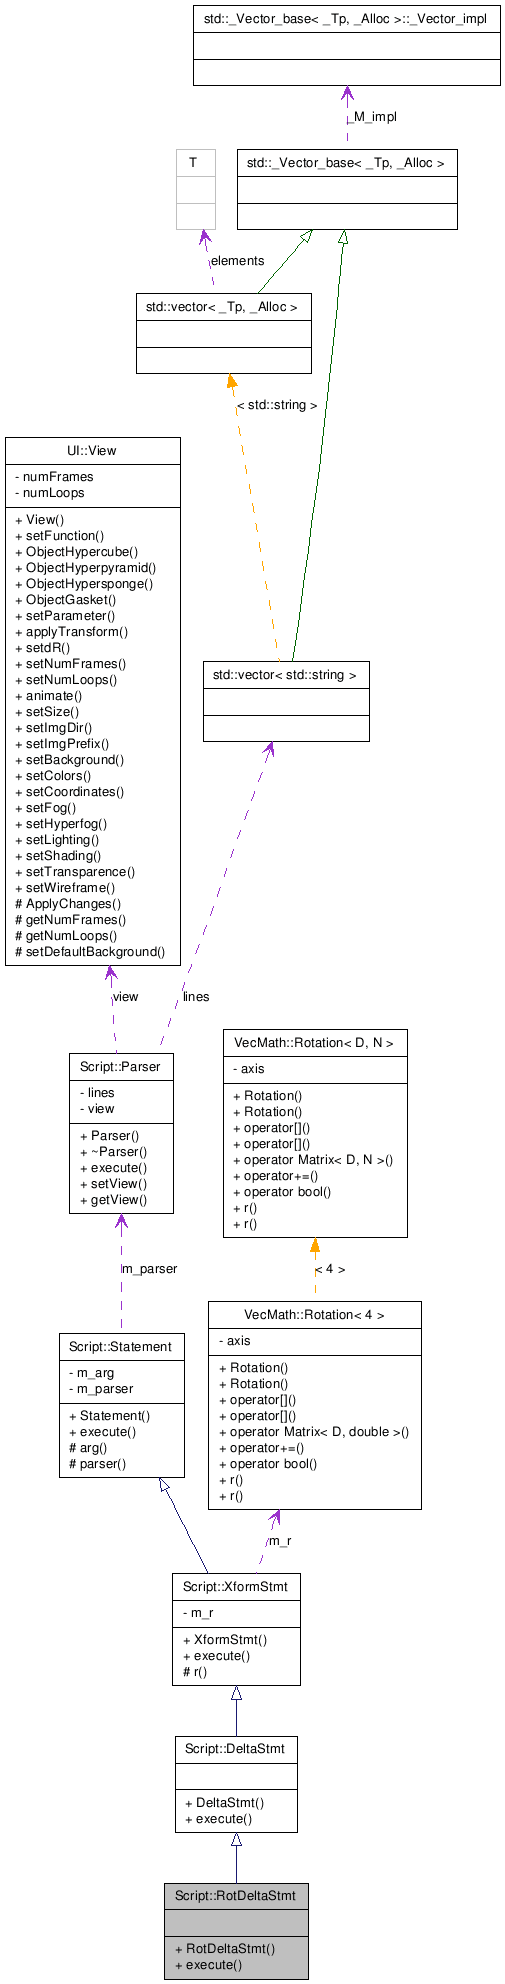 std::_Vector_base< _Tp, _Alloc >::_Vector_impl
_M_impl
T
std::_Vector_base< _Tp, _Alloc >
elements
std::vector< _Tp, _Alloc >
< std::string >
UI::View
- numFrames
- numLoops
+ View()
+ setFunction()
+ ObjectHypercube()
+ ObjectHyperpyramid()
+ ObjectHypersponge()
+ ObjectGasket()
+ setParameter()
+ applyTransform()
+ setdR()
+ setNumFrames()
+ setNumLoops()
+ animate()
+ setSize()
+ setImgDir()
+ setImgPrefix()
+ setBackground()
+ setColors()
+ setCoordinates()
+ setFog()
+ setHyperfog()
+ setLighting()
+ setShading()
+ setTransparence()
+ setWireframe()
# ApplyChanges()
# getNumFrames()
# getNumLoops()
# setDefaultBackground()
std::vector< std::string >
view
lines
Script::Parser
- lines
- view
+ Parser()
+ ~Parser()
+ execute()
+ setView()
+ getView()
VecMath::Rotation< D, N >
- axis
+ Rotation()
+ Rotation()
+ operator[]()
+ operator[]()
+ operator Matrix< D, N >()
+ operator+=()
+ operator bool()
+ r()
+ r()
m_parser
< 4 >
Script::Statement
- m_arg
- m_parser
+ Statement()
+ execute()
# arg()
# parser()
VecMath::Rotation< 4 >
- axis
+ Rotation()
+ Rotation()
+ operator[]()
+ operator[]()
+ operator Matrix< D, double >()
+ operator+=()
+ operator bool()
+ r()
+ r()
m_r
Script::XformStmt
- m_r
+ XformStmt()
+ execute()
# r()
Script::DeltaStmt
+ DeltaStmt()
+ execute()
Script::RotDeltaStmt
+ RotDeltaStmt()
+ execute()